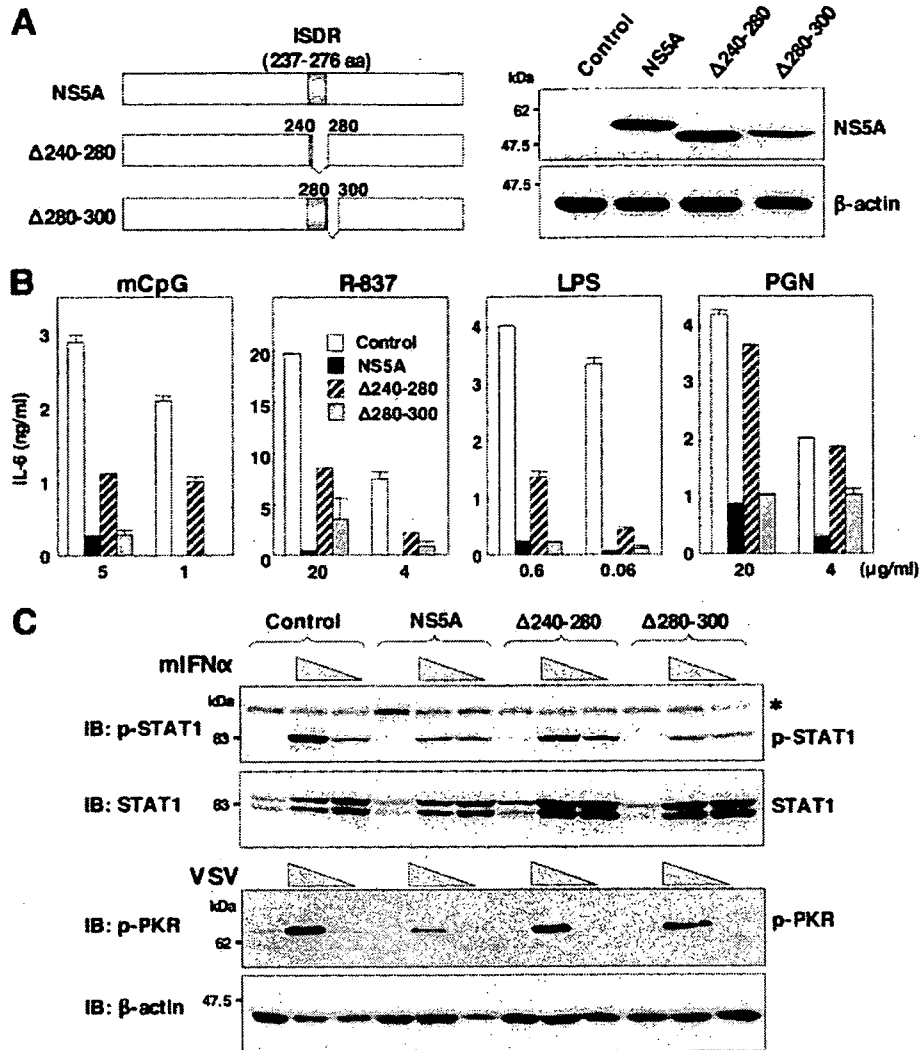 A
ISDR
(237-276 aa)
NS5A
240 280
Δ240-280
280 300
Δ280-300
Control NS5A Δ240-280 Δ280-300
kDa
62
47.5
NS5A
47.5
β-actin
B
mCpG R-837 LPS PGN
IL-6 (ng/ml)
3
2
1
0
5 1
20
15
10
5
0
20 4
Control
NS5A
Δ240-280
Δ280-300
4
3
2
1
0
0.6 0.06
4
3
2
1
0
20 4 (μg/ml)
C
Control NS5A Δ240-280 Δ280-300
mIFNα
kDa
*
IB: p-STAT1 83 p-STAT1
IB: STAT1 83 STAT1
VSV
kDa
IB: p-PKR 62 p-PKR
47.5
IB: β-actin